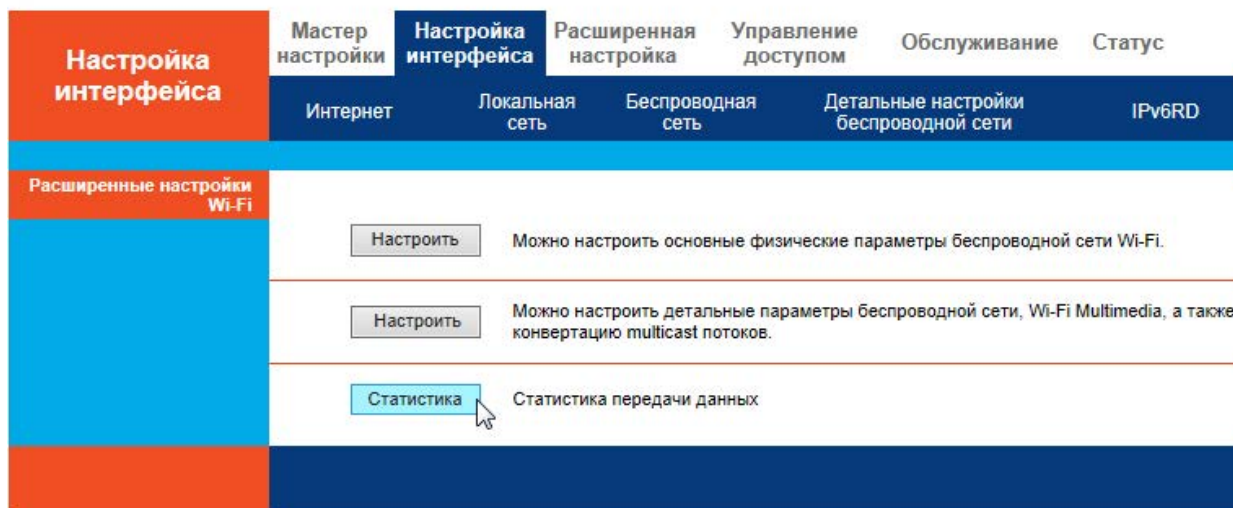 Настройка
интерфейса
Мастер
настройки
Настройка
интерфейса
Расширенная
настройка
Управление
доступом
Обслуживание
Статус
Интернет
Локальная
сеть
Беспроводная
сеть
Детальные настройки
беспроводной сети
IPv6RD
Расширенные настройки
Wi-Fi
Настроить
Можно настроить основные физические параметры беспроводной сети Wi-Fi.
Настроить
Можно настроить детальные параметры беспроводной сети, Wi-Fi Multimedia, а также
конвертацию multicast потоков.
Статистика
Статистика передачи данных